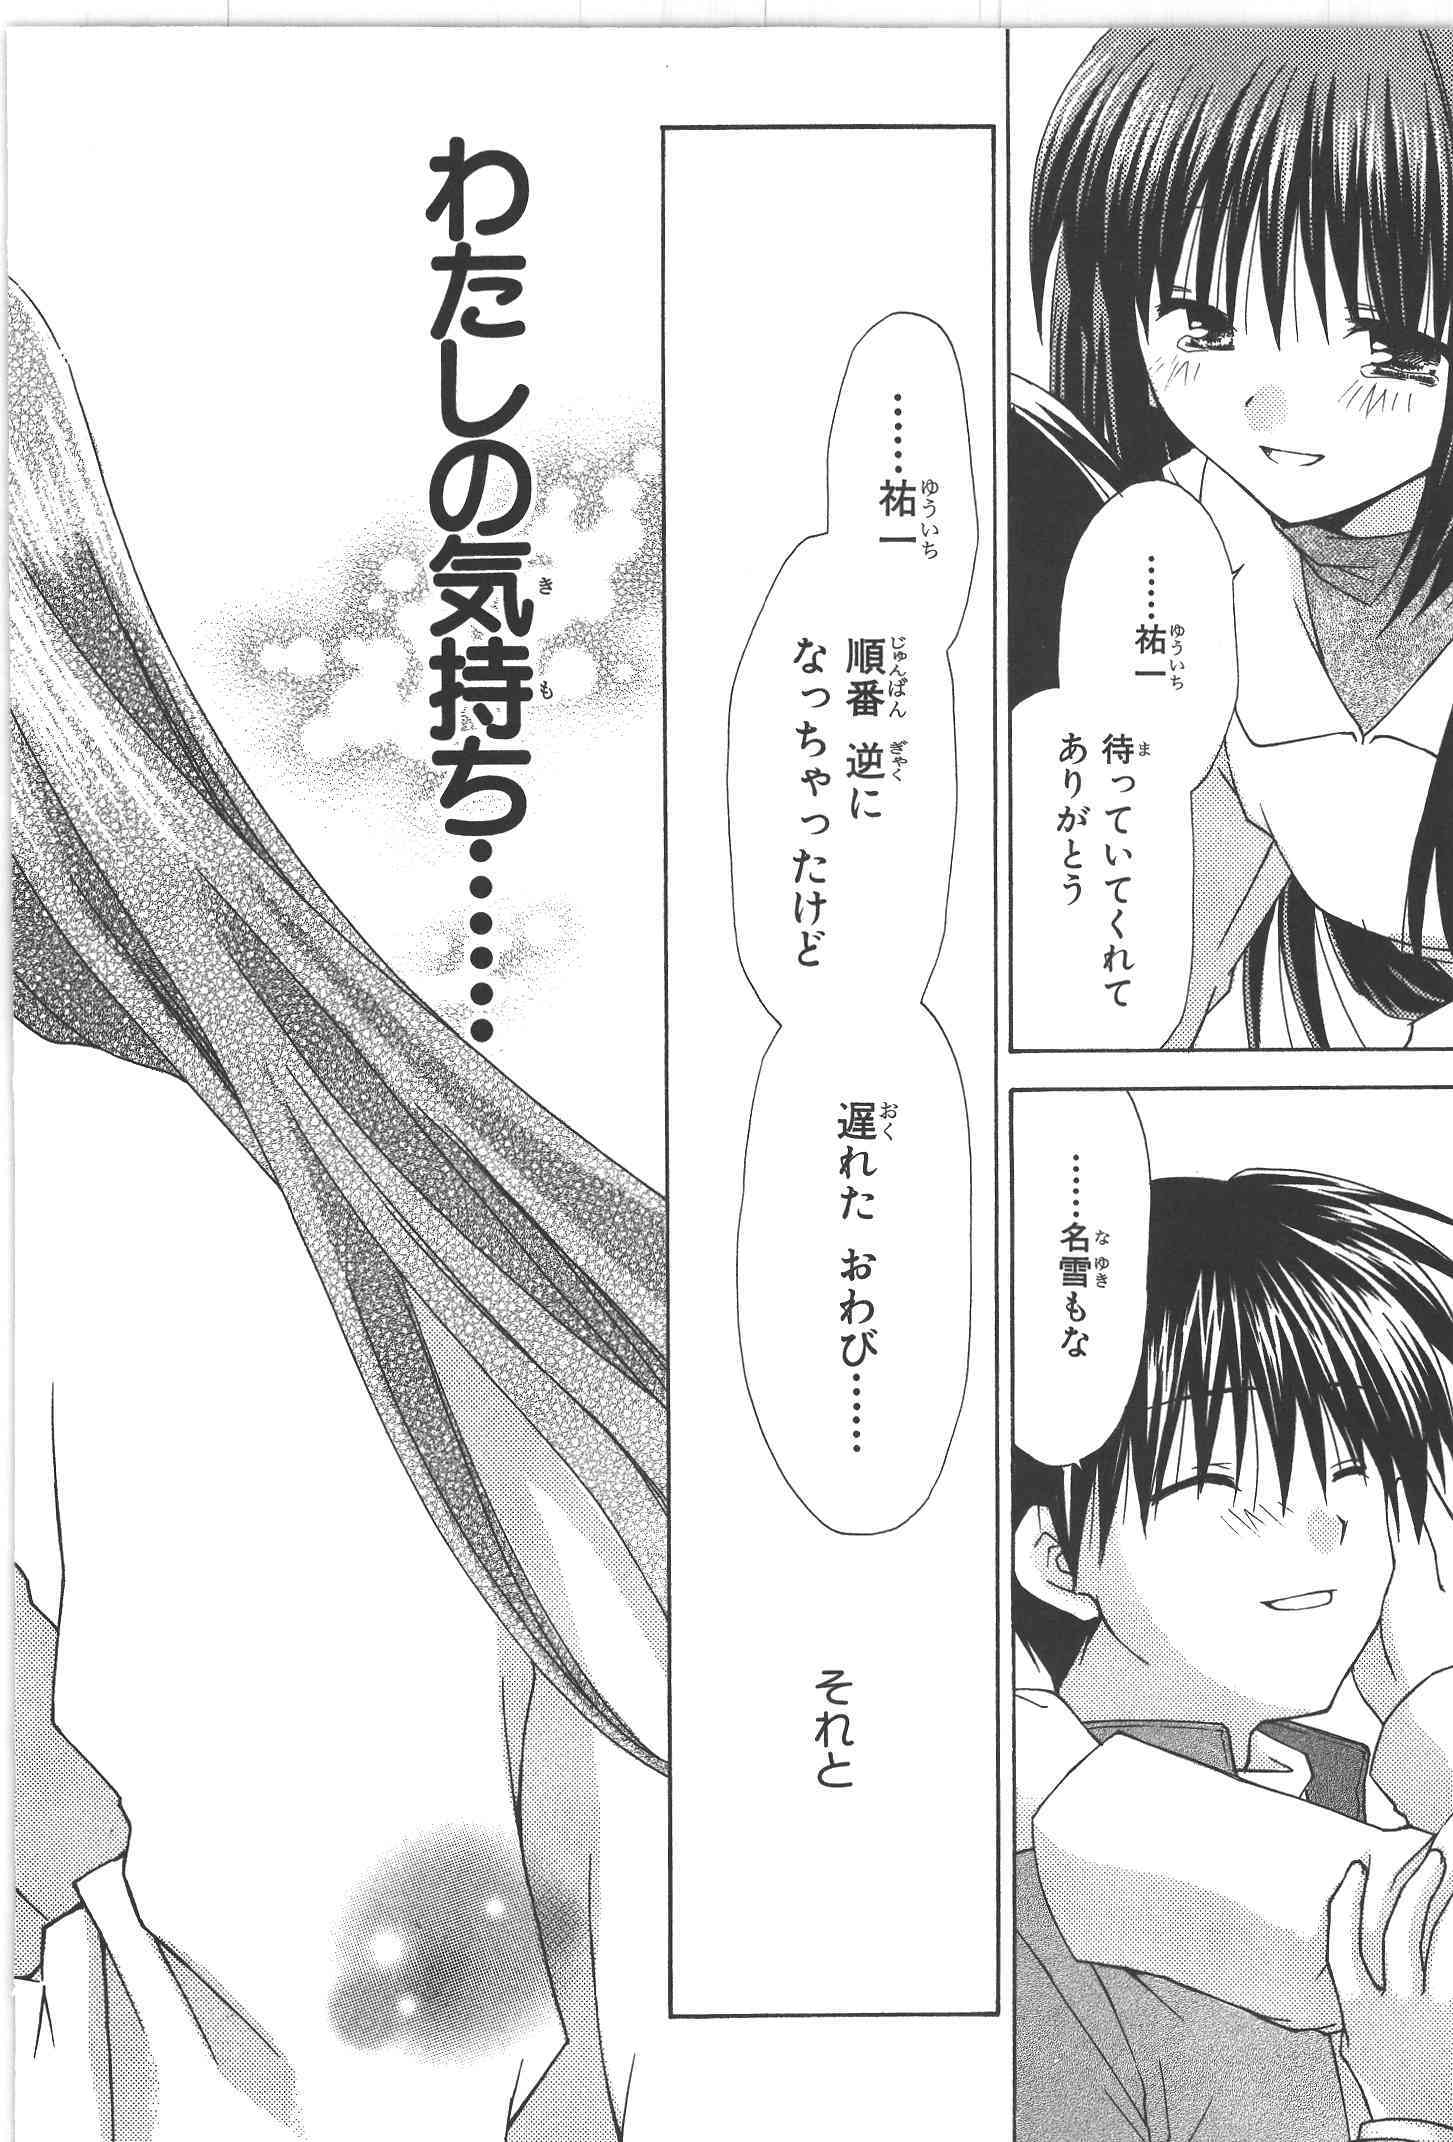 ……祐一
待っていてくれて
ありがとう
……名雪もな
……祐一
順番 逆に
なっちゃったけど
遅れた おわび……
それと
わたしの気持ち……